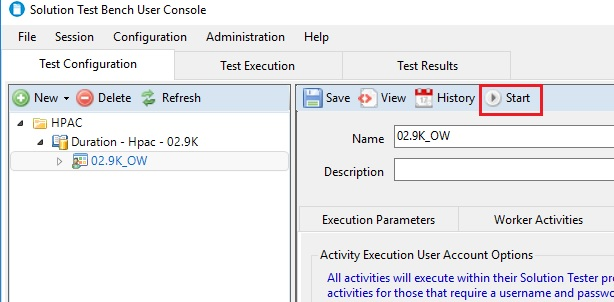 Solution Test Bench User Console
File Session Configuration Administration Help
Test Configuration Test Execution Test Results
New Delete Refresh
Save View History Start
HPAC
Duration - Hpac - 02.9K
02.9K_OW
Name 02.9K_OW
Description
Execution Parameters Worker Activities
Activity Execution User Account Options
All activities will execute within their Solution Tester pro
activities for those that require a username and passwo